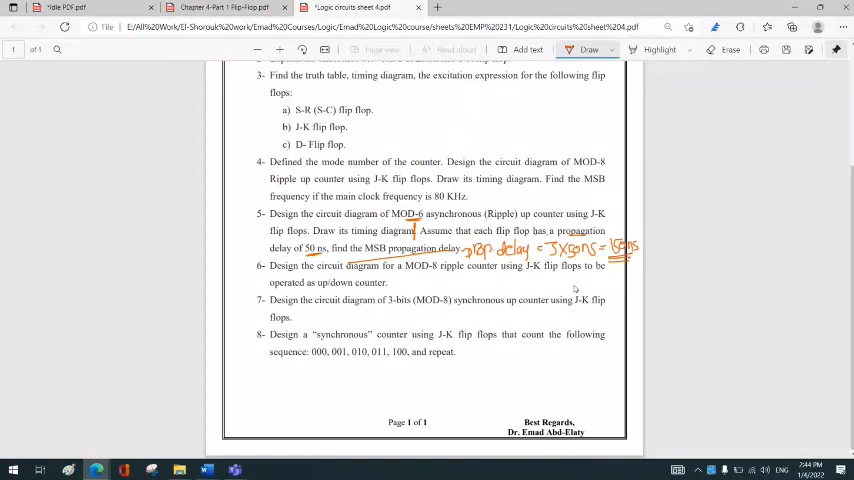 *Idle PDF.pdf
Chapter 4-Part 1 Flip-Flop.pdf
*Logic circuits sheet 4.pdf
File
E:/All Work/El-Shorouk work/Emad Courses/Logic/Emad Logic course/sheets EMP %20231/Logic circuits sheet%204.pdf
1 of 1
Page view
Read aloud
Add text
Draw
Highlight
Erase
3- Find the truth table, timing diagram, the excitation expression for the following flip
flops:
a) S-R (S-C) flip flop.
b) J-K flip flop.
c) D- Flip flop.
4- Defined the mode number of the counter. Design the circuit diagram of MOD-8
Ripple up counter using J-K flip flops. Draw its timing diagram. Find the MSB
frequency if the main clock frequency is 80 KHz.
5- Design the circuit diagram of MOD-6 asynchronous (Ripple) up counter using J-K
flip flops. Draw its timing diagram. Assume that each flip flop has a propagation
delay of 50 ns, find the MSB propagation delay. prop. delay = 3x50ns = 150ns
6- Design the circuit diagram for a MOD-8 ripple counter using J-K flip flops to be
operated as up/down counter.
7- Design the circuit diagram of 3-bits (MOD-8) synchronous up counter using J-K flip
flops.
8- Design a “synchronous” counter using J-K flip flops that count the following
sequence: 000, 001, 010, 011, 100, and repeat.
Page 1 of 1
Best Regards,
Dr. Emad Abd-Elaty
ENG
2:44 PM
1/4/2022